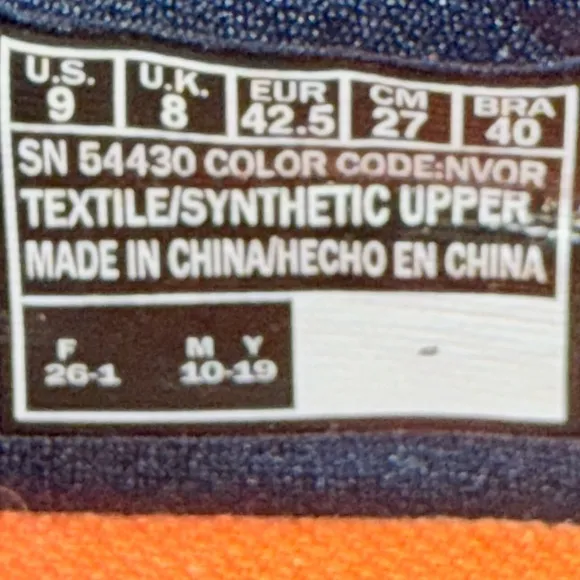 U.S. U.K. EUR CM BRA
9 8 42.5 27 40
SN 54430 COLOR CODE:NVOR
TEXTILE/SYNTHETIC UPPER
MADE IN CHINA/HECHO EN CHINA
F M Y
26-1 10-19